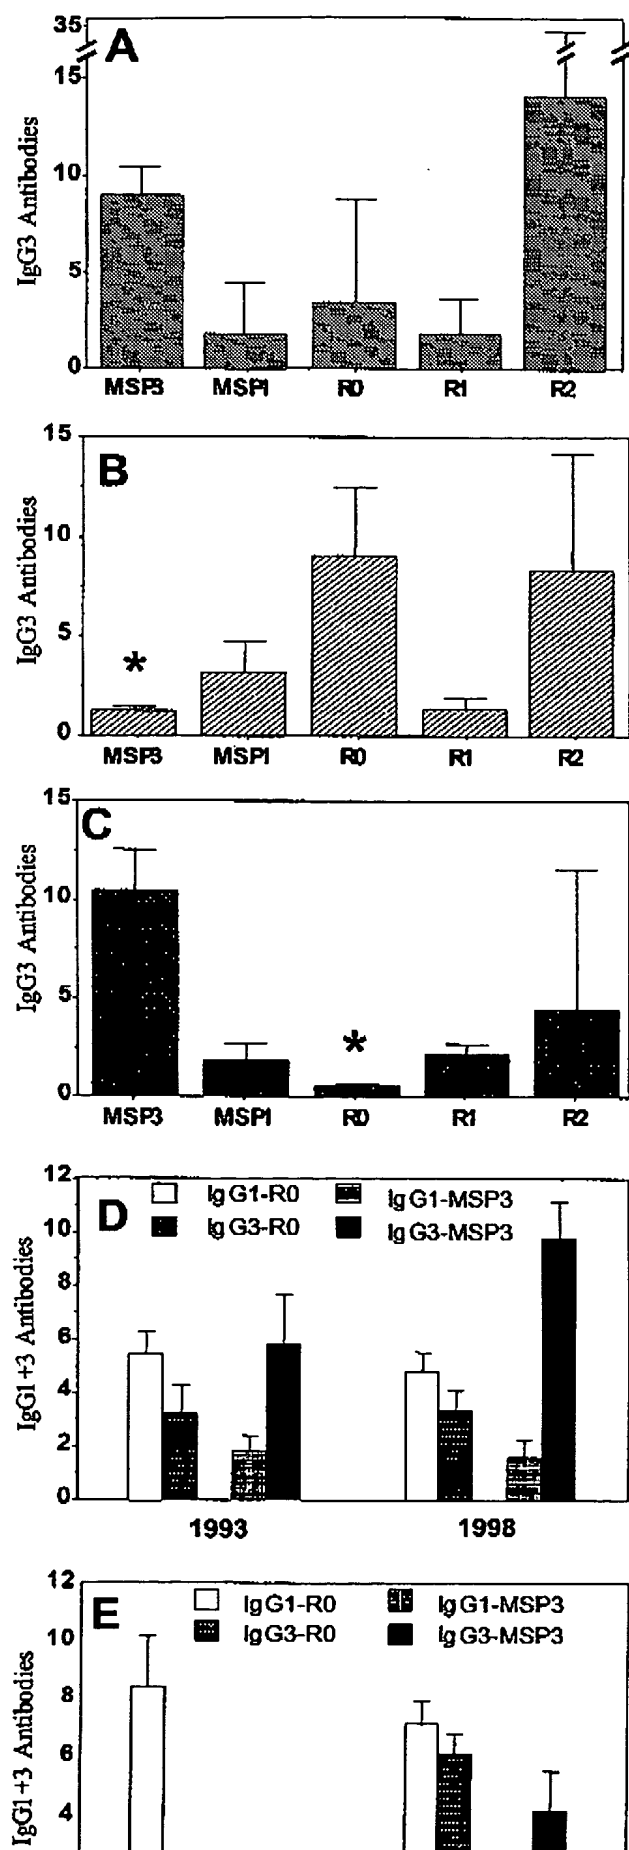 A
35
15
10
5
0
IgG3 Antibodies
MSP3 MSP1 R0 R1 R2
B
15
10
5
0
IgG3 Antibodies
*
MSP3 MSP1 R0 R1 R2
C
15
10
5
0
IgG3 Antibodies
*
MSP3 MSP1 R0 R1 R2
D
12
10
8
6
4
2
0
IgG1+3 Antibodies
IgG1-R0 IgG1-MSP3
IgG3-R0 IgG3-MSP3
1993 1998
E
12
10
8
6
4
IgG1+3 Antibodies
IgG1-R0 IgG1-MSP3
IgG3-R0 IgG3-MSP3